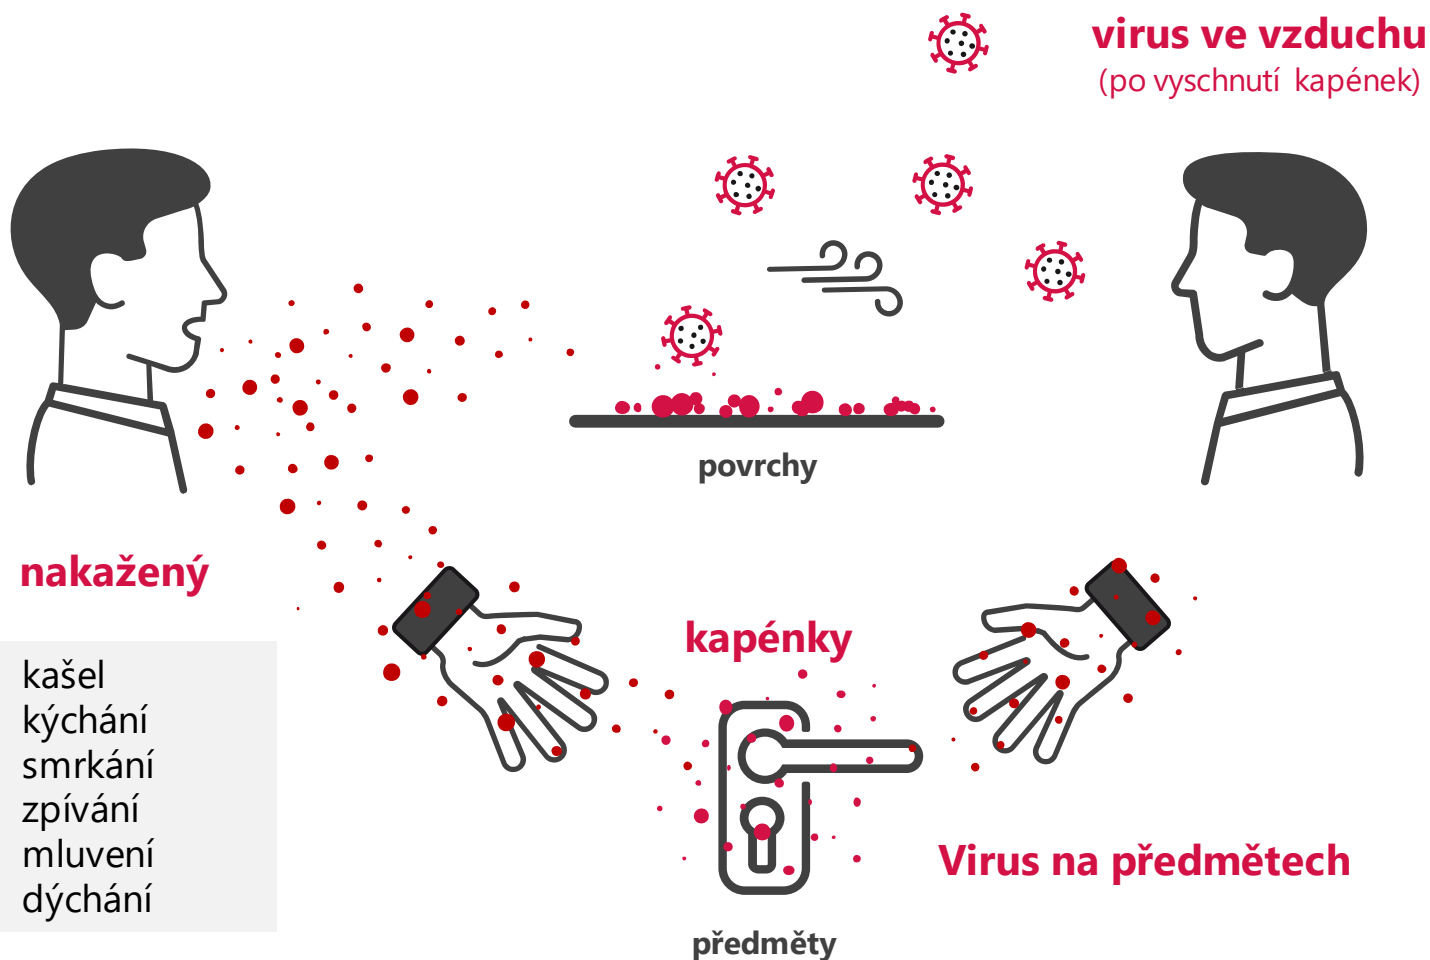 virus ve vzduchu
(po vyschnutí kapének)
povrchy
nakažený
kašel
kýchání
smrkání
zpívání
mluvení
dýchání
kapénky
Virus na předmětech
předměty